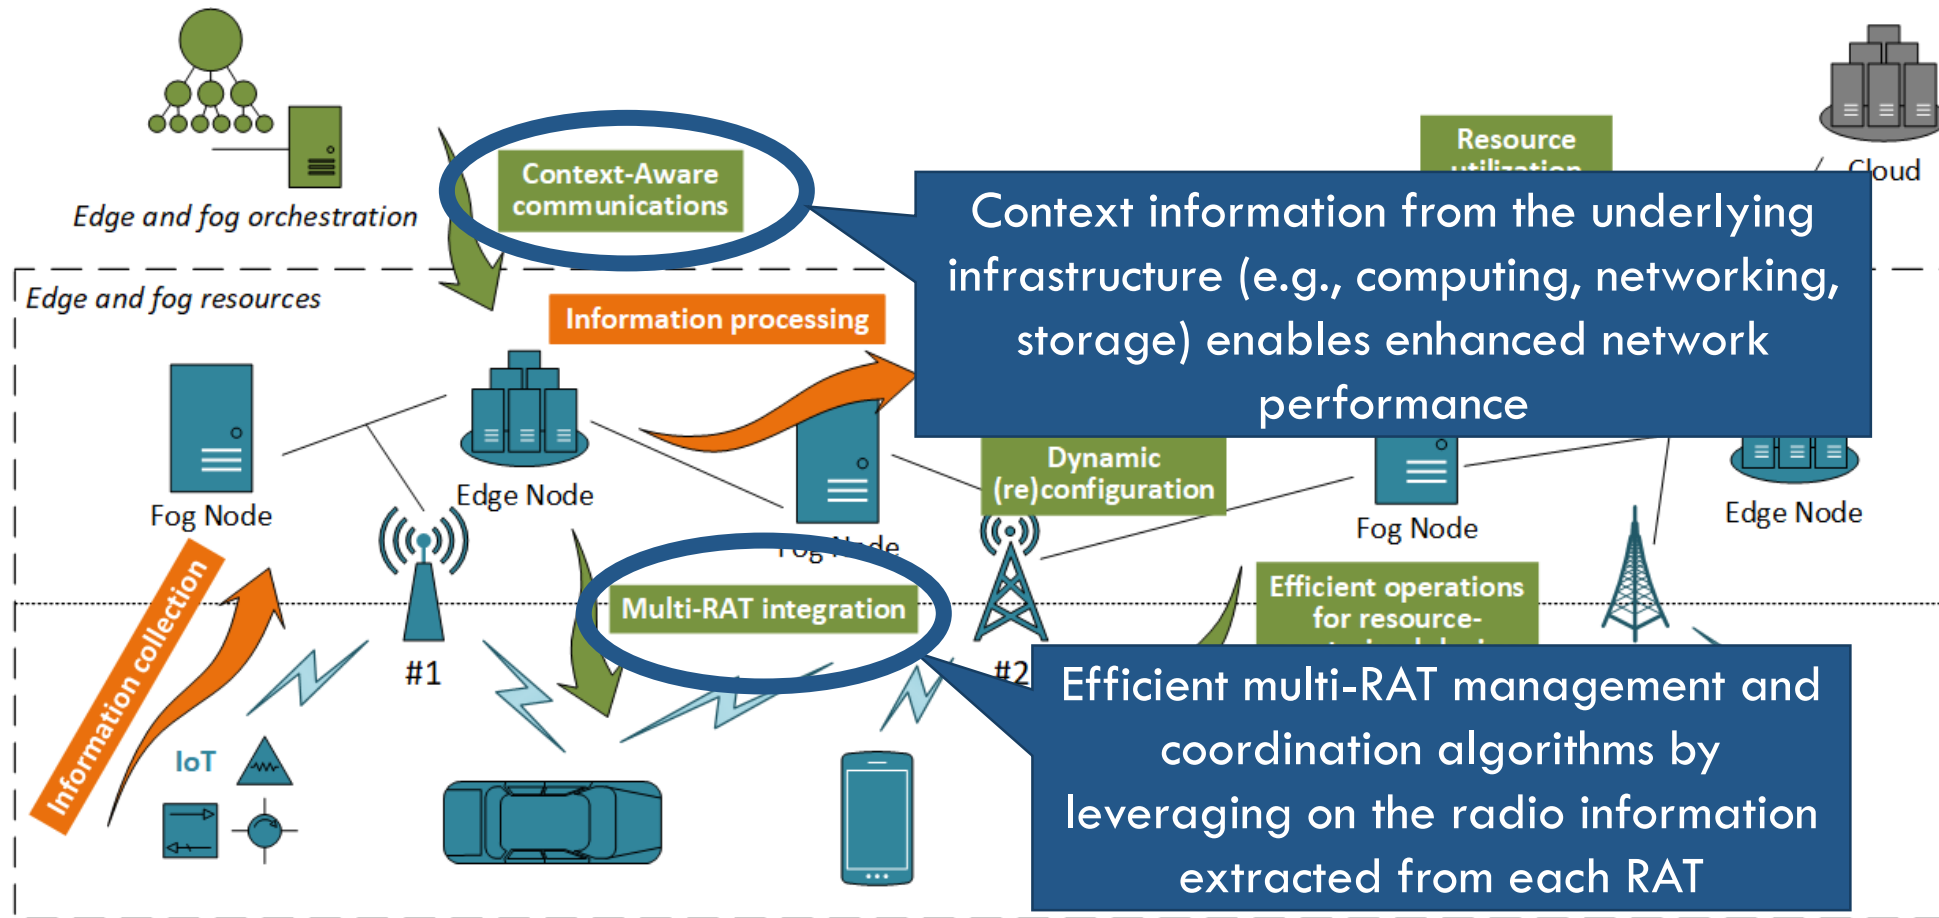 Context-Aware
communications
Resource
utilization
Cloud
Edge and fog orchestration
Context information from the underlying
infrastructure (e.g., computing, networking,
storage) enables enhanced network
performance
Edge and fog resources
Information processing
Fog Node
Edge Node
Fog Node
Dynamic
(re)configuration
Fog Node
Edge Node
Information collection
Multi-RAT integration
Efficient operations
for resource-
#1
#2
Efficient multi-RAT management and
coordination algorithms by
leveraging on the radio information
extracted from each RAT
IoT